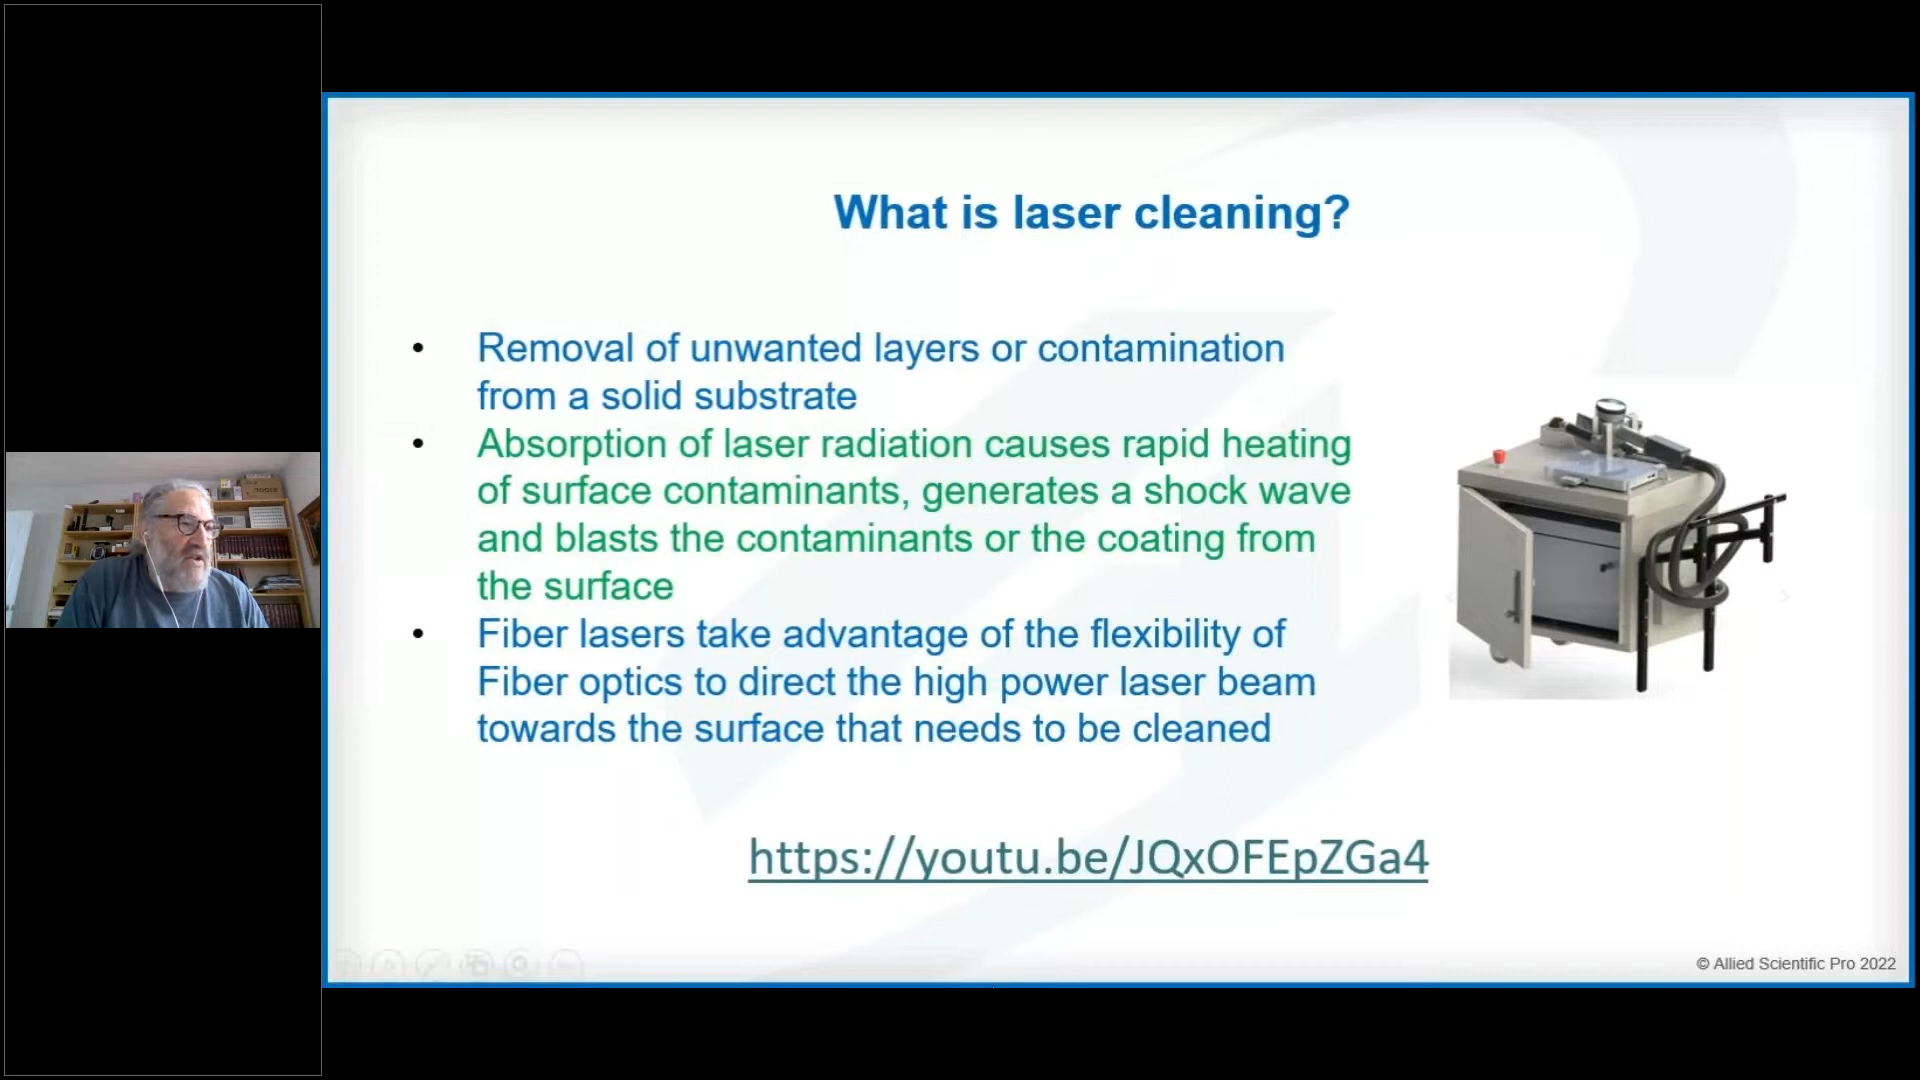 What is laser cleaning?
• Removal of unwanted layers or contamination
from a solid substrate
• Absorption of laser radiation causes rapid heating
of surface contaminants, generates a shock wave
and blasts the contaminants or the coating from
the surface
• Fiber lasers take advantage of the flexibility of
Fiber optics to direct the high power laser beam
towards the surface that needs to be cleaned
https://youtu.be/JQxOFEpZGa4
© Allied Scientific Pro 2022